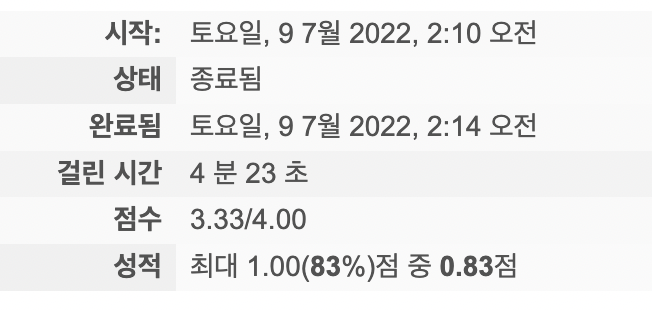 시작: 토요일, 9 7월 2022, 2:10 오전
상태 종료됨
완료됨 토요일, 9 7월 2022, 2:14 오전
걸린 시간 4 분 23 초
점수 3.33/4.00
성적 최대 1.00(83%)점 중 0.83점